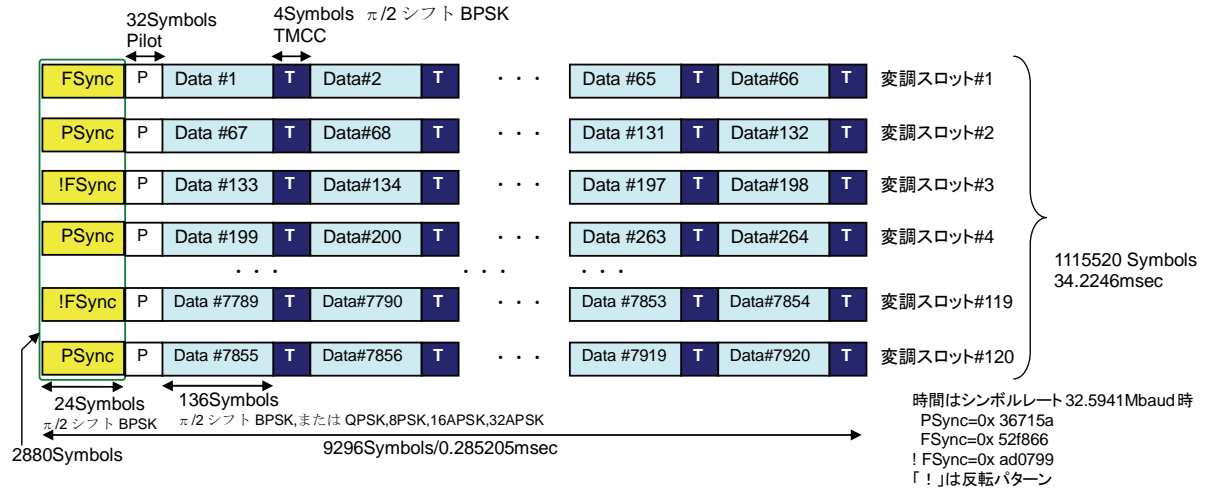 32Symbols
Pilot
4Symbols π/2 シフト BPSK
TMCC
FSync P Data #1 T Data#2 T ・・・ Data #65 T Data#66 T 変調スロット#1
PSync P Data #67 T Data#68 T ・・・ Data #131 T Data#132 T 変調スロット#2
!FSync P Data #133 T Data#134 T ・・・ Data #197 T Data#198 T 変調スロット#3
PSync P Data #199 T Data#200 T ・・・ Data #263 T Data#264 T 変調スロット#4
・・・ ・・・ ・・・
!FSync P Data #7789 T Data#7790 T ・・・ Data #7853 T Data#7854 T 変調スロット#119
PSync P Data #7855 T Data#7856 T ・・・ Data #7919 T Data#7920 T 変調スロット#120
1115520 Symbols
34.2246msec
24Symbols
π/2 シフト BPSK
136Symbols
π/2 シフト BPSK,または QPSK,8PSK,16APSK,32APSK
2880Symbols
9296Symbols/0.285205msec
時間はシンボルレート 32.5941Mbaud 時
PSync=0x 36715a
FSync=0x 52f866
! FSync=0x ad0799
「!」は反転パターン